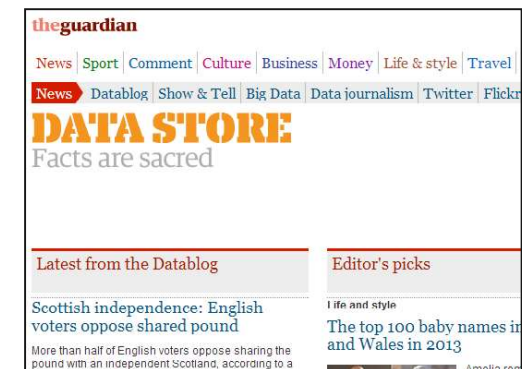 theguardian
News Sport Comment Culture Business Money Life & style Travel
News Datablog Show & Tell Big Data Data journalism Twitter Flickr
DATA STORE
Facts are sacred
Latest from the Datablog
Scottish independence: English
voters oppose shared pound
More than half of English voters oppose sharing the
pound with an independent Scotland, according to a
Editor's picks
Life and style
The top 100 baby names in
and Wales in 2013
Amelia